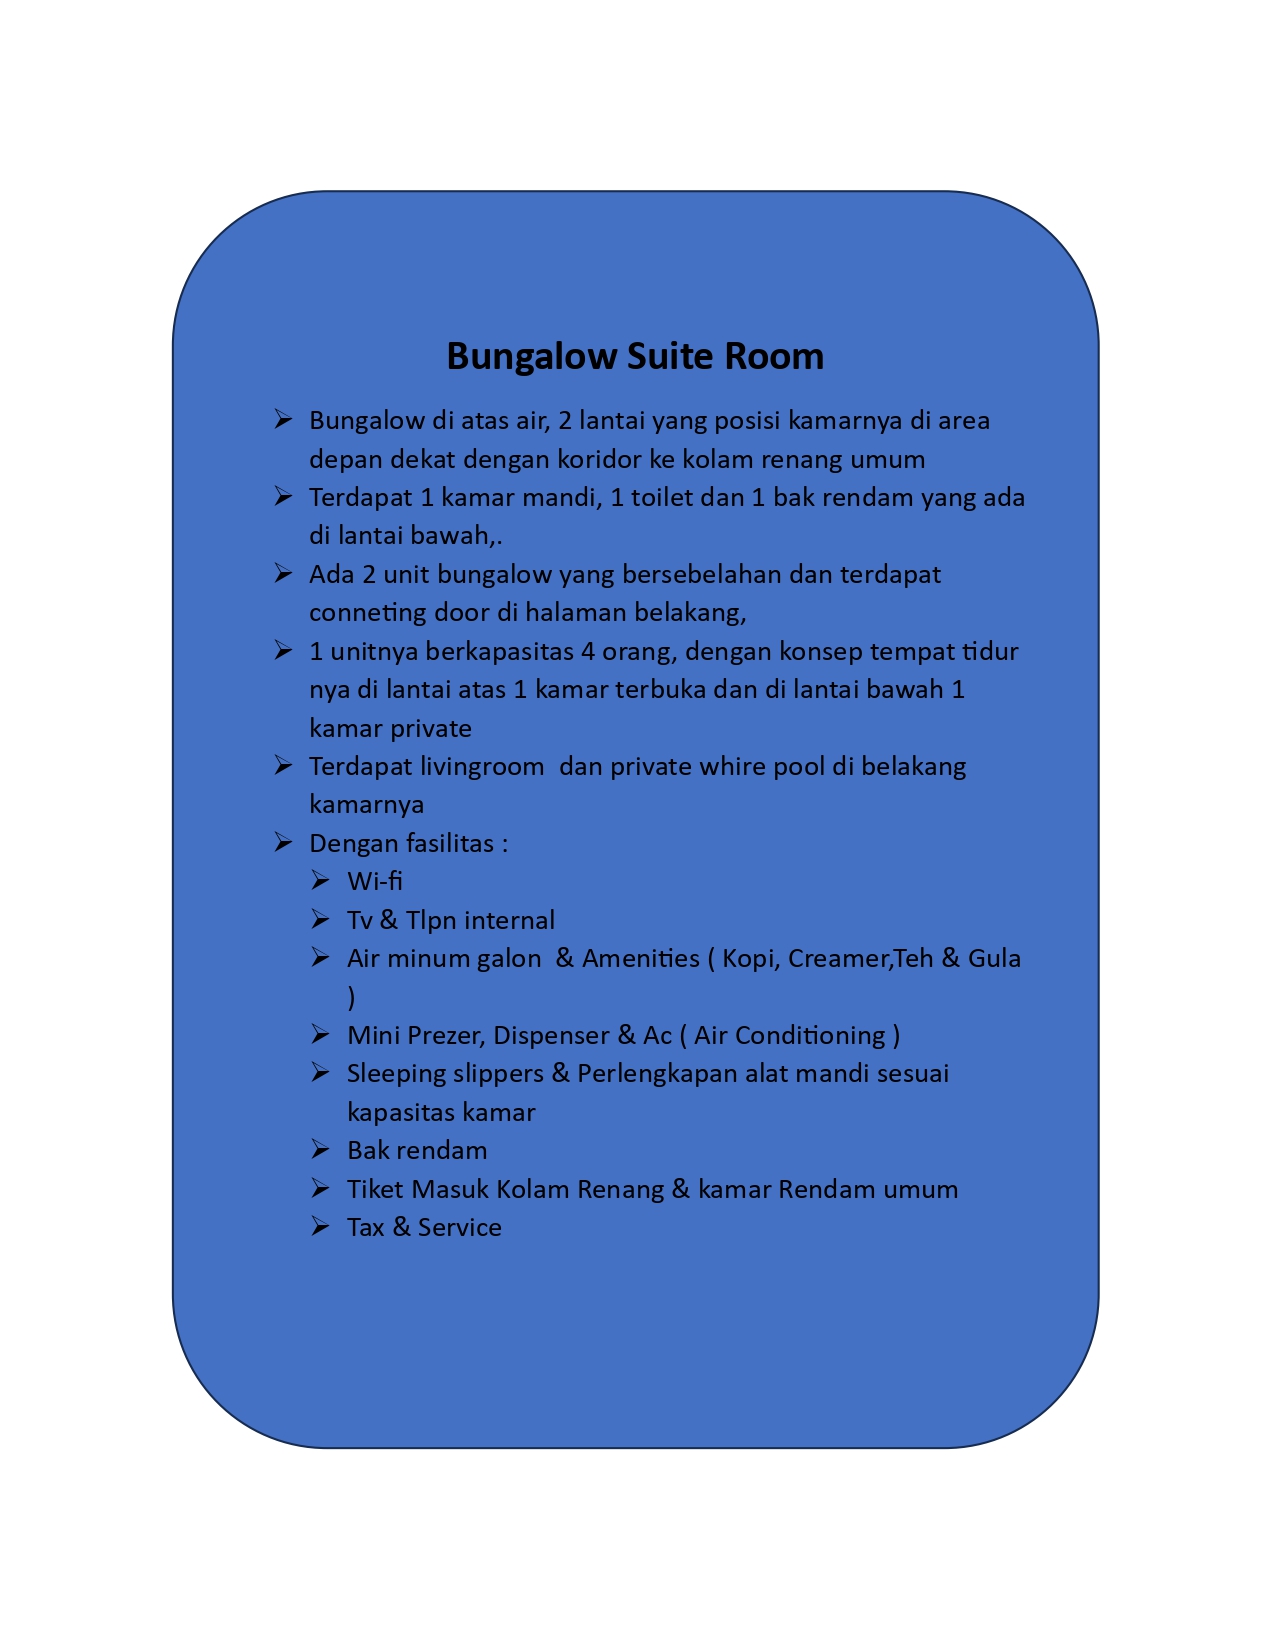 Bungalow Suite Room
➢ Bungalow di atas air, 2 lantai yang posisi kamarnya di area
depan dekat dengan koridor ke kolam renang umum
➢ Terdapat 1 kamar mandi, 1 toilet dan 1 bak rendam yang ada
di lantai bawah,.
➢ Ada 2 unit bungalow yang bersebelahan dan terdapat
conneting door di halaman belakang,
➢ 1 unitnya berkapasitas 4 orang, dengan konsep tempat tidur
nya di lantai atas 1 kamar terbuka dan di lantai bawah 1
kamar private
➢ Terdapat livingroom  dan private whire pool di belakang
kamarnya
➢ Dengan fasilitas :
➢ Wi-fi
➢ Tv & Tlpn internal
➢ Air minum galon  & Amenities ( Kopi, Creamer,Teh & Gula
)
➢ Mini Prezer, Dispenser & Ac ( Air Conditioning )
➢ Sleeping slippers & Perlengkapan alat mandi sesuai
kapasitas kamar
➢ Bak rendam
➢ Tiket Masuk Kolam Renang & kamar Rendam umum
➢ Tax & Service